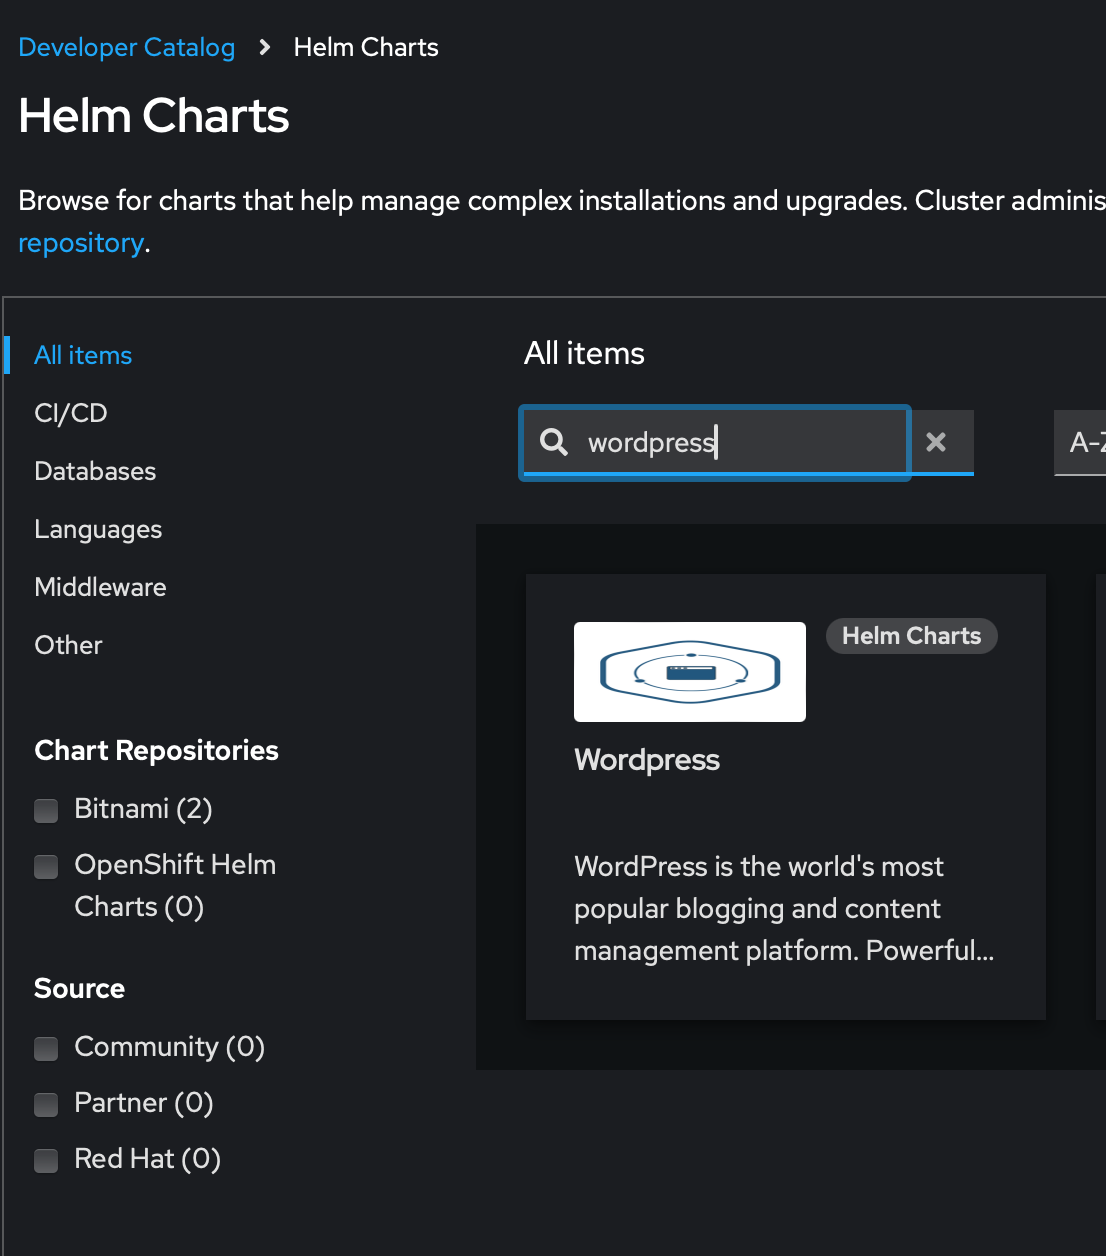 Developer Catalog > Helm Charts
Helm Charts
Browse for charts that help manage complex installations and upgrades. Cluster adminis
repository.
All items
CI/CD
Databases
Languages
Middleware
Other
Chart Repositories
Bitnami (2)
OpenShift Helm
Charts (0)
Source
Community (0)
Partner (0)
Red Hat (0)
All items
wordpress
A-Z
Helm Charts
Wordpress
WordPress is the world's most
popular blogging and content
management platform. Powerful...